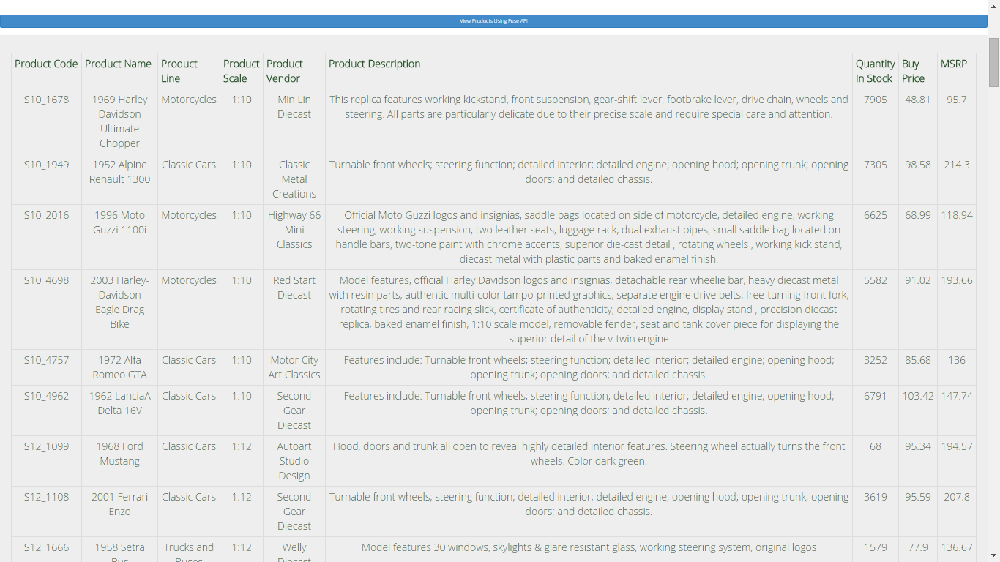 View Products Using Fuse API
Product Code Product Name Product Line Product Scale Product Vendor Product Description Quantity In Stock Buy Price MSRP
S10_1678 1969 Harley Davidson Ultimate Chopper Motorcycles 1:10 Min Lin Diecast This replica features working kickstand, front suspension, gear-shift lever, footbrake lever, drive chain, wheels and steering. All parts are particularly delicate due to their precise scale and require special care and attention. 7905 48.81 95.7
S10_1949 1952 Alpine Renault 1300 Classic Cars 1:10 Classic Metal Creations Turnable front wheels; steering function; detailed interior; detailed engine; opening hood; opening trunk; opening doors; and detailed chassis. 7305 98.58 214.3
S10_2016 1996 Moto Guzzi 1100i Motorcycles 1:10 Highway 66 Mini Classics Official Moto Guzzi logos and insignias, saddle bags located on side of motorcycle, detailed engine, working steering, working suspension, two leather seats, luggage rack, dual exhaust pipes, small saddle bag located on handle bars, two-tone paint with chrome accents, superior die-cast detail , rotating wheels , working kick stand, diecast metal with plastic parts and baked enamel finish. 6625 68.99 118.94
S10_4698 2003 Harley-Davidson Eagle Drag Bike Motorcycles 1:10 Red Start Diecast Model features, official Harley Davidson logos and insignias, detachable rear wheelie bar, heavy diecast metal with resin parts, authentic multi-color tampo-printed graphics, separate engine drive belts, free-turning front fork, rotating tires and rear racing slick, certificate of authenticity, detailed engine, display stand , precision diecast replica, baked enamel finish, 1:10 scale model, removable fender, seat and tank cover piece for displaying the superior detail of the v-twin engine 5582 91.02 193.66
S10_4757 1972 Alfa Romeo GTA Classic Cars 1:10 Motor City Art Classics Features include: Turnable front wheels; steering function; detailed interior; detailed engine; opening hood; opening trunk; opening doors; and detailed chassis. 3252 85.68 136
S10_4962 1962 LanciaA Delta 16V Classic Cars 1:10 Second Gear Diecast Features include: Turnable front wheels; steering function; detailed interior; detailed engine; opening hood; opening trunk; opening doors; and detailed chassis. 6791 103.42 147.74
S12_1099 1968 Ford Mustang Classic Cars 1:12 Autoart Studio Design Hood, doors and trunk all open to reveal highly detailed interior features. Steering wheel actually turns the front wheels. Color dark green. 68 95.34 194.57
S12_1108 2001 Ferrari Enzo Classic Cars 1:12 Second Gear Diecast Turnable front wheels; steering function; detailed interior; detailed engine; opening hood; opening trunk; opening doors; and detailed chassis. 3619 95.59 207.8
S12_1666 1958 Setra Bus Trucks and Buses 1:12 Welly Diecast Model features 30 windows, skylights & glare resistant glass, working steering system, original logos 1579 77.9 136.67